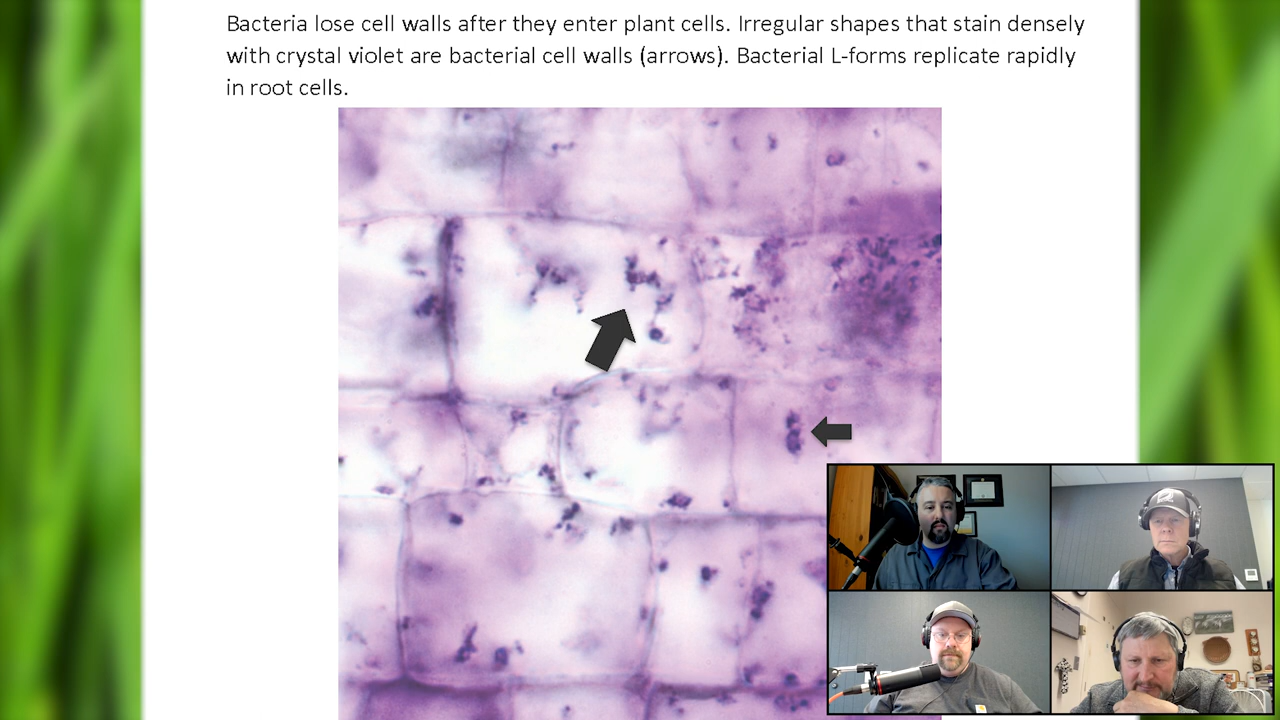 Bacteria lose cell walls after they enter plant cells. Irregular shapes that stain densely
with crystal violet are bacterial cell walls (arrows). Bacterial L-forms replicate rapidly
in root cells.